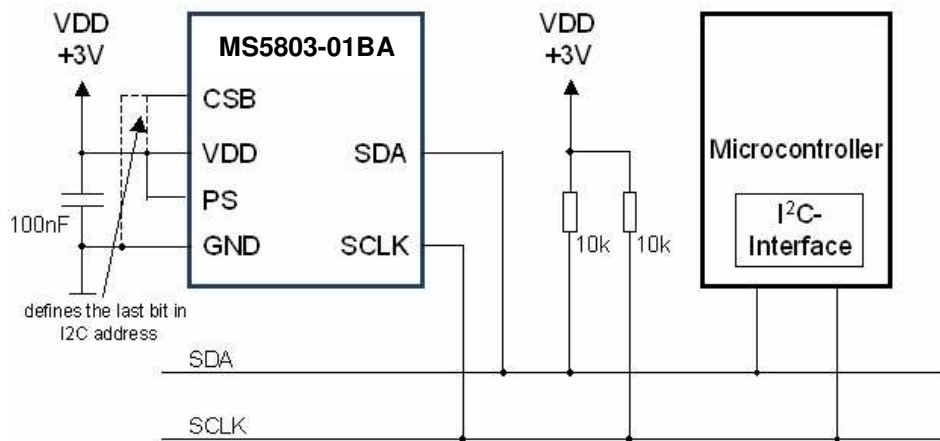 VDD
+3V
MS5803-01BA
CSB
VDD
PS
GND
SDA
SCLK
100nF
defines the last bit in
I2C address
VDD
+3V
10k
10k
Microcontroller
I²C-
Interface
SDA
SCLK